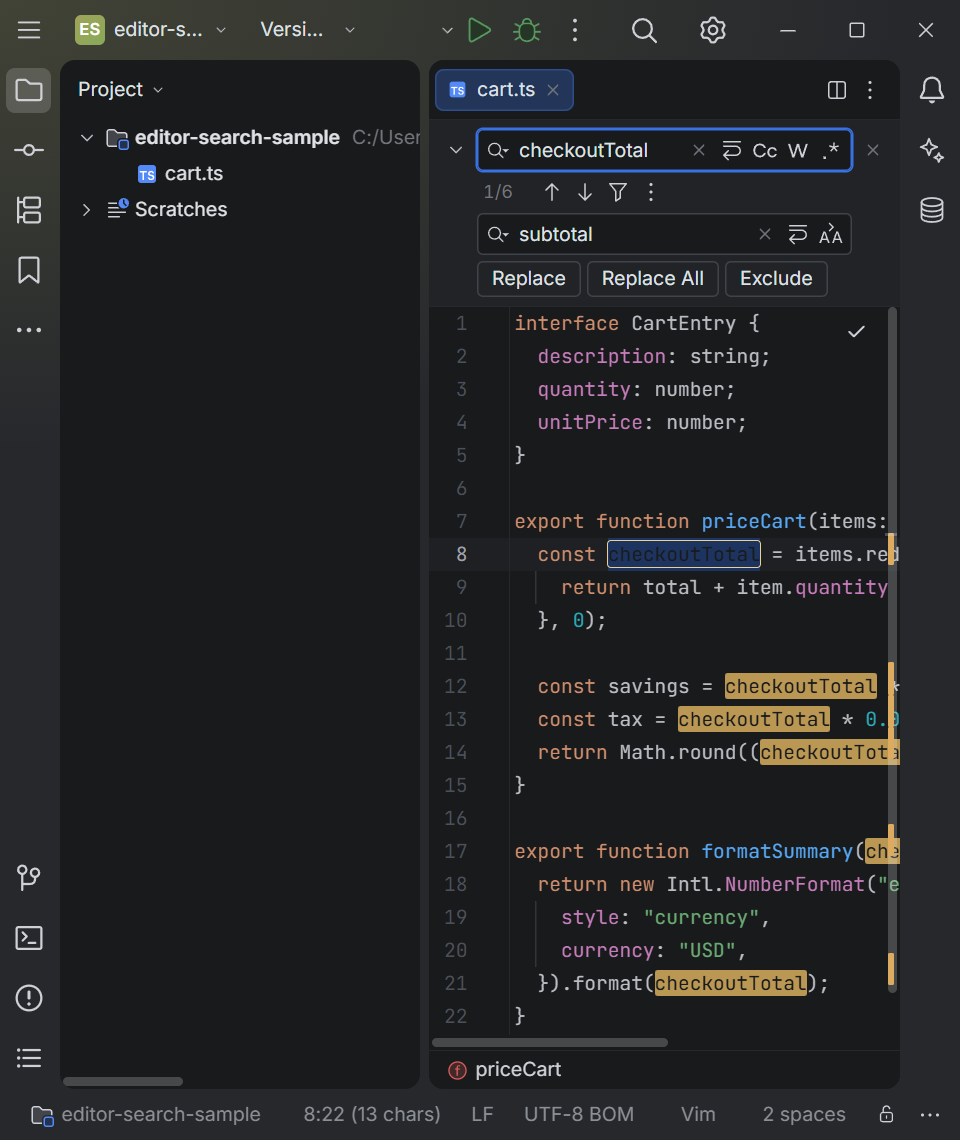 ES editor-s... Versi...
Project
cart.ts
editor-search-sample C:/User
cart.ts
Scratches
checkoutTotal Cc W .*
1/6
subtotal
Replace Replace All Exclude
1 interface CartEntry {
2 description: string;
3 quantity: number;
4 unitPrice: number;
5 }
6
7 export function priceCart(items:
8 const checkoutTotal = items.red
9 return total + item.quantity
10 }, 0);
11
12 const savings = checkoutTotal *
13 const tax = checkoutTotal * 0.0
14 return Math.round((checkoutTota
15 }
16
17 export function formatSummary(che
18 return new Intl.NumberFormat("e
19 style: "currency",
20 currency: "USD",
21 }).format(checkoutTotal);
22 }
priceCart
editor-search-sample 8:22 (13 chars) LF UTF-8 BOM Vim 2 spaces